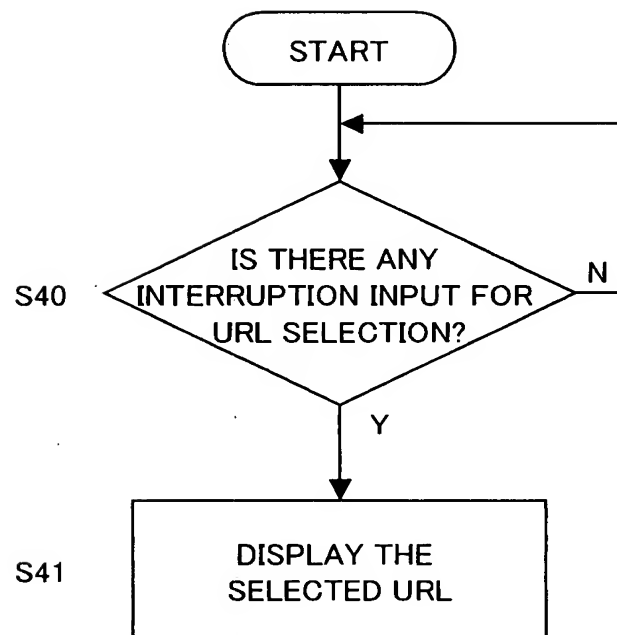 START
IS THERE ANY
INTERRUPTION INPUT FOR
URL SELECTION?
S40
N
Y
S41
DISPLAY THE
SELECTED URL